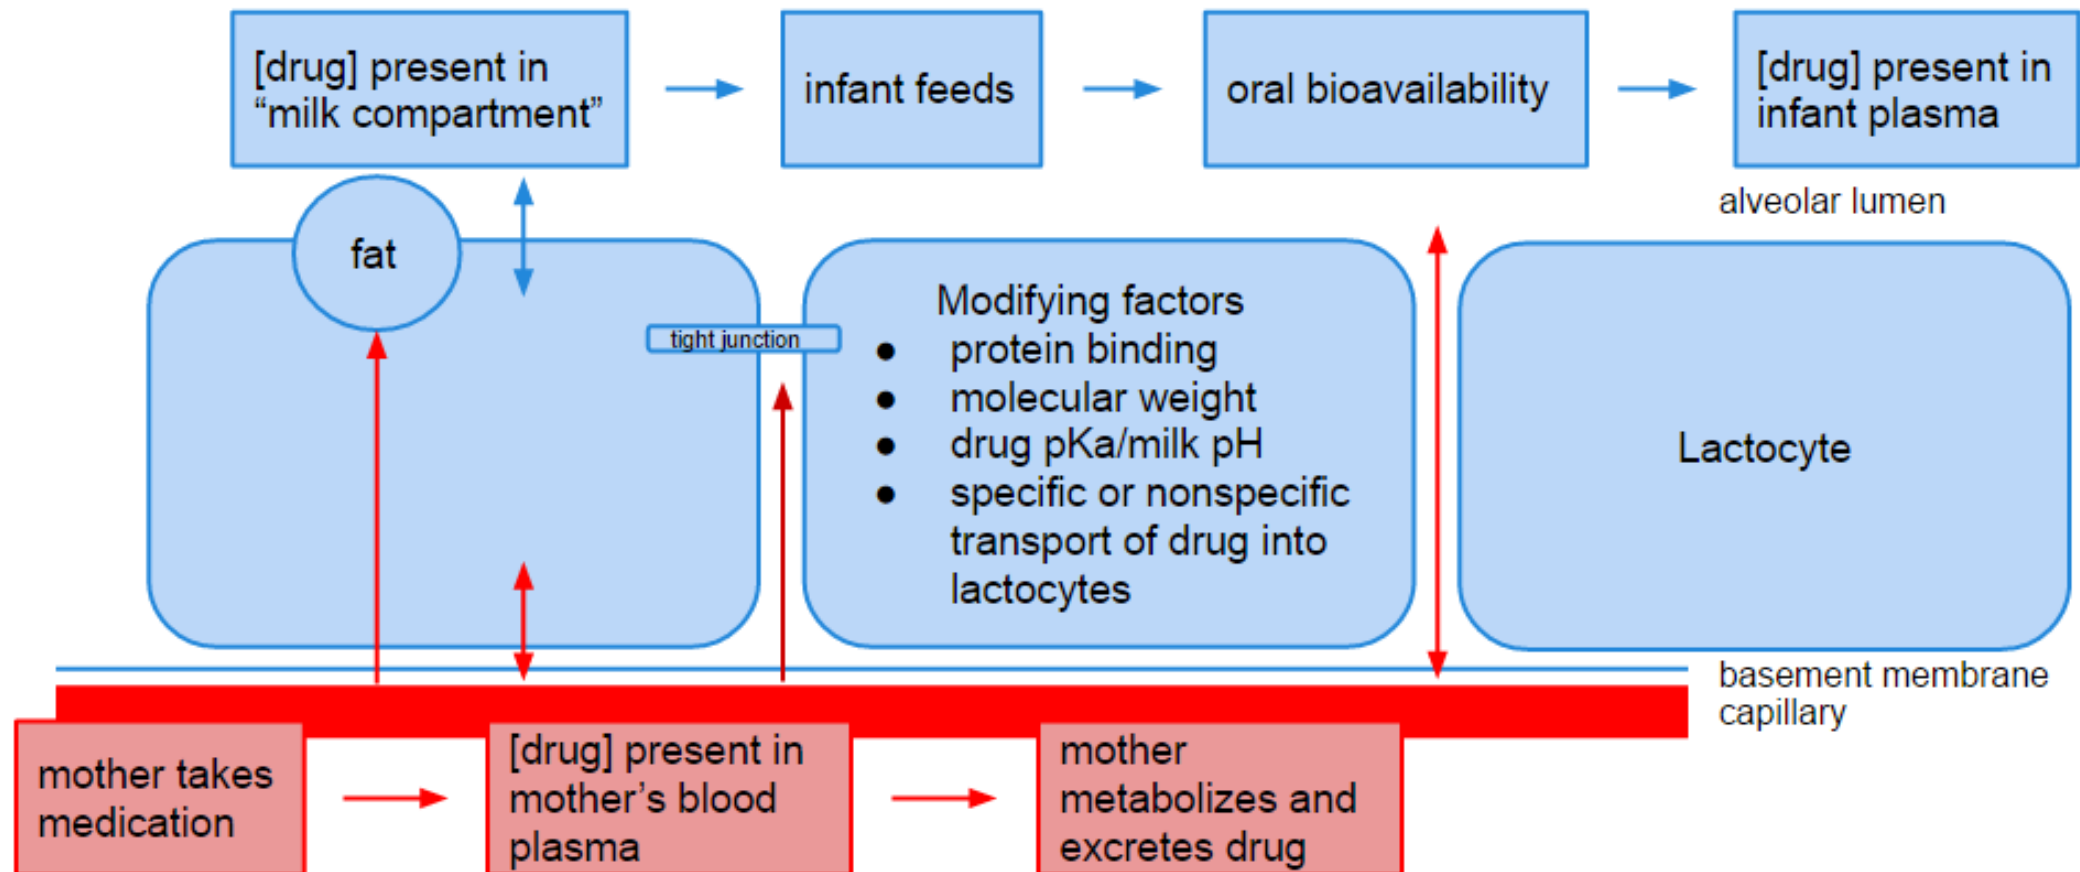 [drug] present in
“milk compartment”
infant feeds
oral bioavailability
[drug] present in
infant plasma
alveolar lumen
fat
tight junction
Modifying factors
● protein binding
● molecular weight
● drug pKa/milk pH
● specific or nonspecific
transport of drug into
lactocytes
Lactocyte
basement membrane
capillary
mother takes
medication
[drug] present in
mother’s blood
plasma
mother
metabolizes and
excretes drug